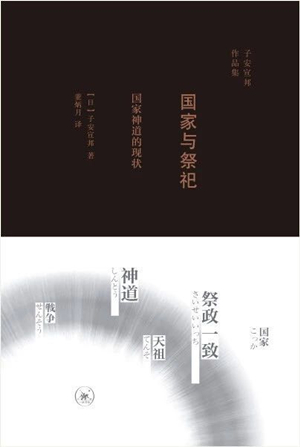 子安宣邦
作品集
国家与祭祀
国家神道的现状
【日】子安宣邦 著
董炳月 译
国家
こっか
祭政一致
さいせいいっち
天祖
てんそ
神道
しんとう
戦争
せんそう